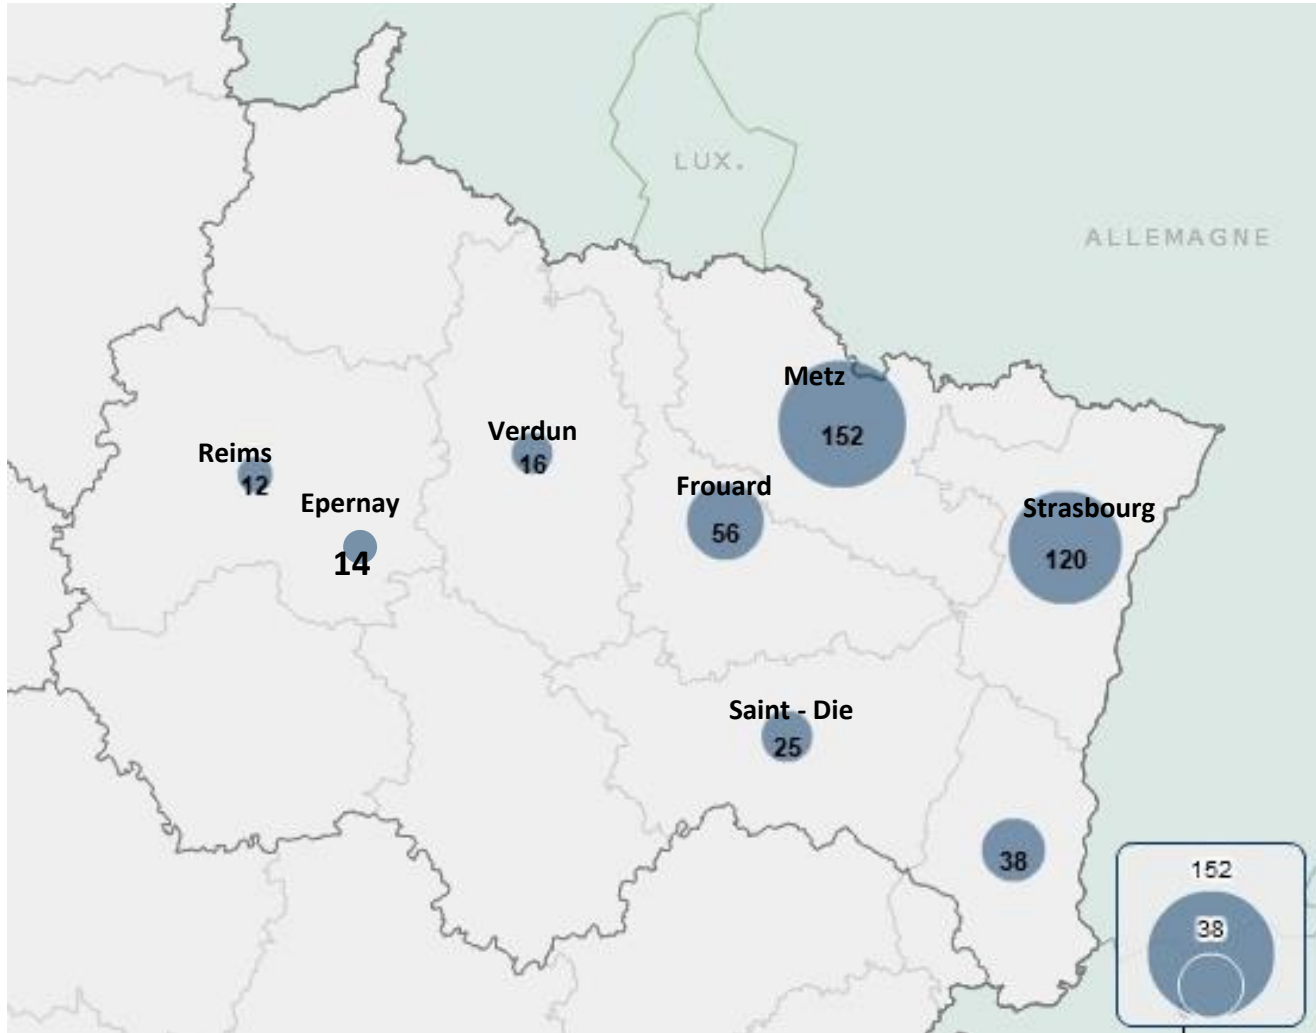 LUX.
ALLEMAGNE
Metz
152
Verdun
16
Reims
12
Frouard
56
Epernay
14
Strasbourg
120
Saint - Die
25
38
152
38